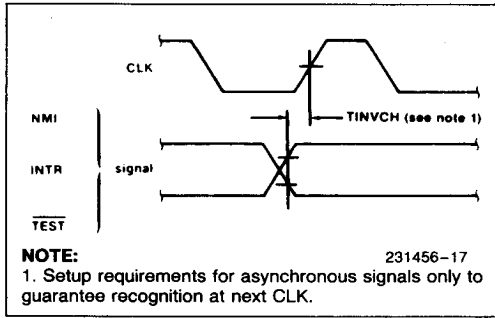 CLK
NMI
TINVCH (see note 1)
INTR
signal
TEST
NOTE:
231456-17
1. Setup requirements for asynchronous signals only to
guarantee recognition at next CLK.